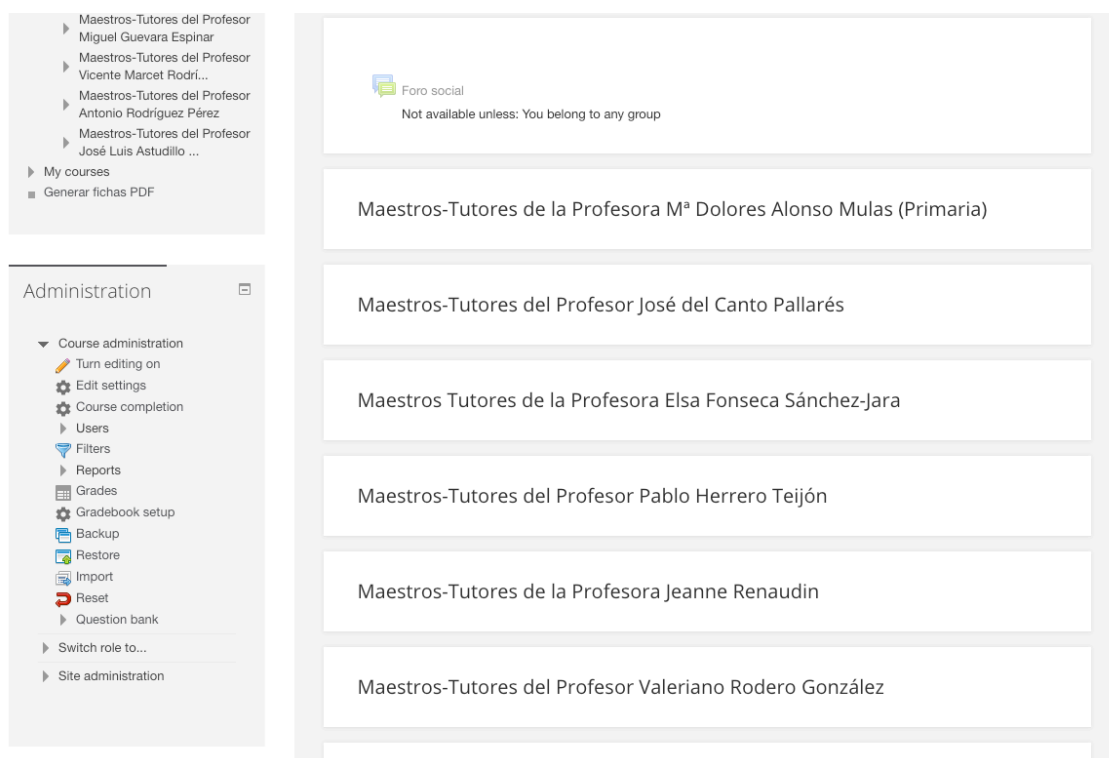 Maestros-Tutores del Profesor
Miguel Guevara Espinar
Maestros-Tutores del Profesor
Vicente Marcet Rodrí...
Maestros-Tutores del Profesor
Antonio Rodríguez Pérez
Maestros-Tutores del Profesor
José Luis Astudillo ...
My courses
Generar fichas PDF
Administration
Course administration
Turn editing on
Edit settings
Course completion
Users
Filters
Reports
Grades
Gradebook setup
Backup
Restore
Import
Reset
Question bank
Switch role to...
Site administration
Foro social
Not available unless: You belong to any group
Maestros-Tutores de la Profesora Mª Dolores Alonso Mulas (Primaria)
Maestros-Tutores del Profesor José del Canto Pallarés
Maestros Tutores de la Profesora Elsa Fonseca Sánchez-Jara
Maestros-Tutores del Profesor Pablo Herrero Teijón
Maestros-Tutores de la Profesora Jeanne Renaudin
Maestros-Tutores del Profesor Valeriano Rodero González